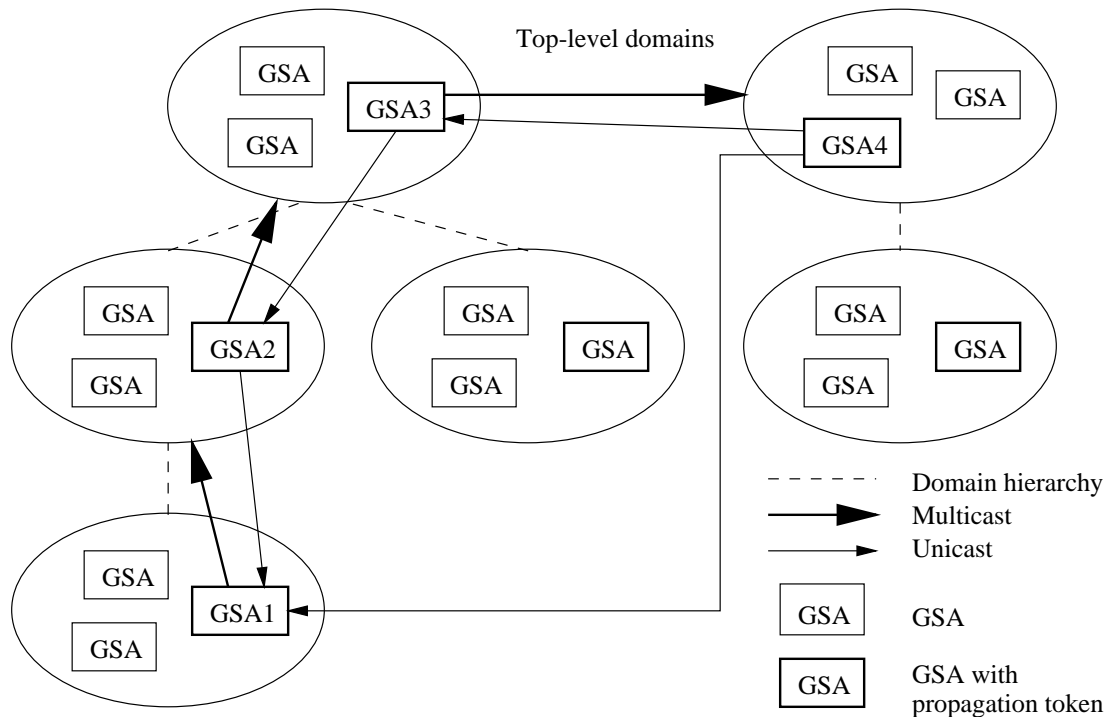 Top-level domains
GSA
GSA3
GSA
GSA
GSA
GSA4
GSA
GSA2
GSA
GSA
GSA
GSA
GSA
GSA
GSA
GSA
GSA1
GSA
Domain hierarchy
Multicast
Unicast
GSA
GSA
GSA
GSA with
propagation token